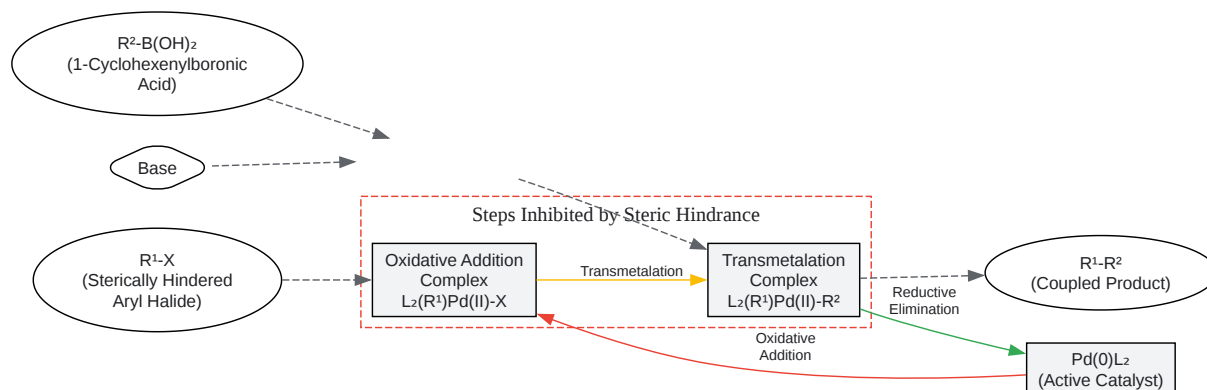 R²-B(OH)₂
(1-Cyclohexenylboronic
Acid)
Base
Steps Inhibited by Steric Hindrance
R¹-X
(Sterically Hindered
Aryl Halide)
Oxidative Addition
Complex
L₂(R¹)Pd(II)-X
Transmetalation
Transmetalation
Complex
L₂(R¹)Pd(II)-R²
R¹-R²
(Coupled Product)
Reductive
Elimination
Oxidative
Addition
Pd(0)L₂
(Active Catalyst)